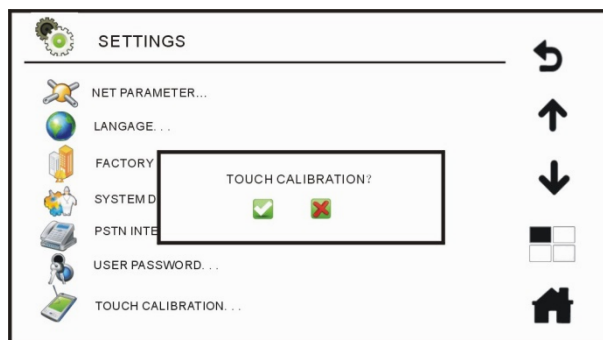 SETTINGS
NET PARAMETER...
LANGAGE. . .
FACTORY
SYSTEM D
PSTN INTE
USER PASSWORD. . .
TOUCH CALIBRATION. . .
TOUCH CALIBRATION?